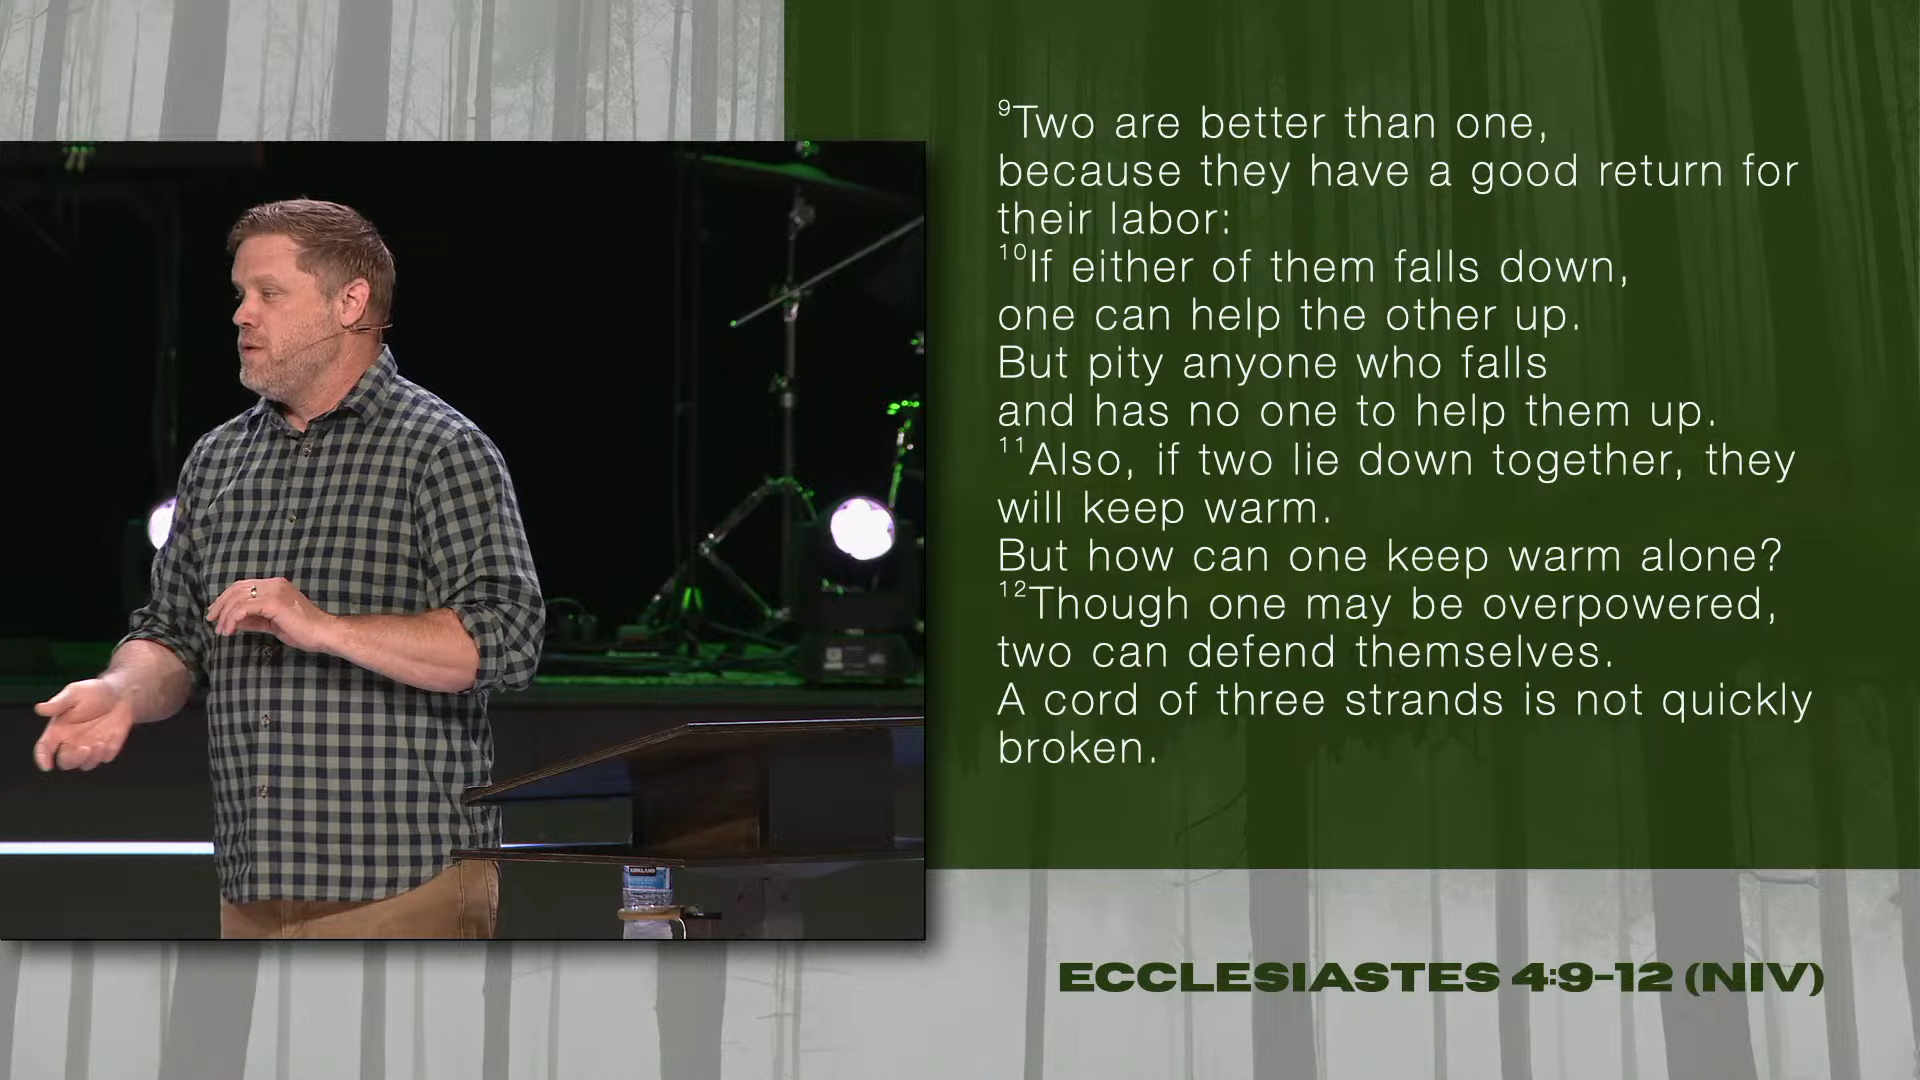 ⁹Two are better than one,
because they have a good return for
their labor:
¹⁰If either of them falls down,
one can help the other up.
But pity anyone who falls
and has no one to help them up.
¹¹Also, if two lie down together, they
will keep warm.
But how can one keep warm alone?
¹²Though one may be overpowered,
two can defend themselves.
A cord of three strands is not quickly
broken.
KIRKLAND
ECCLESIASTES 4:9-12 (NIV)